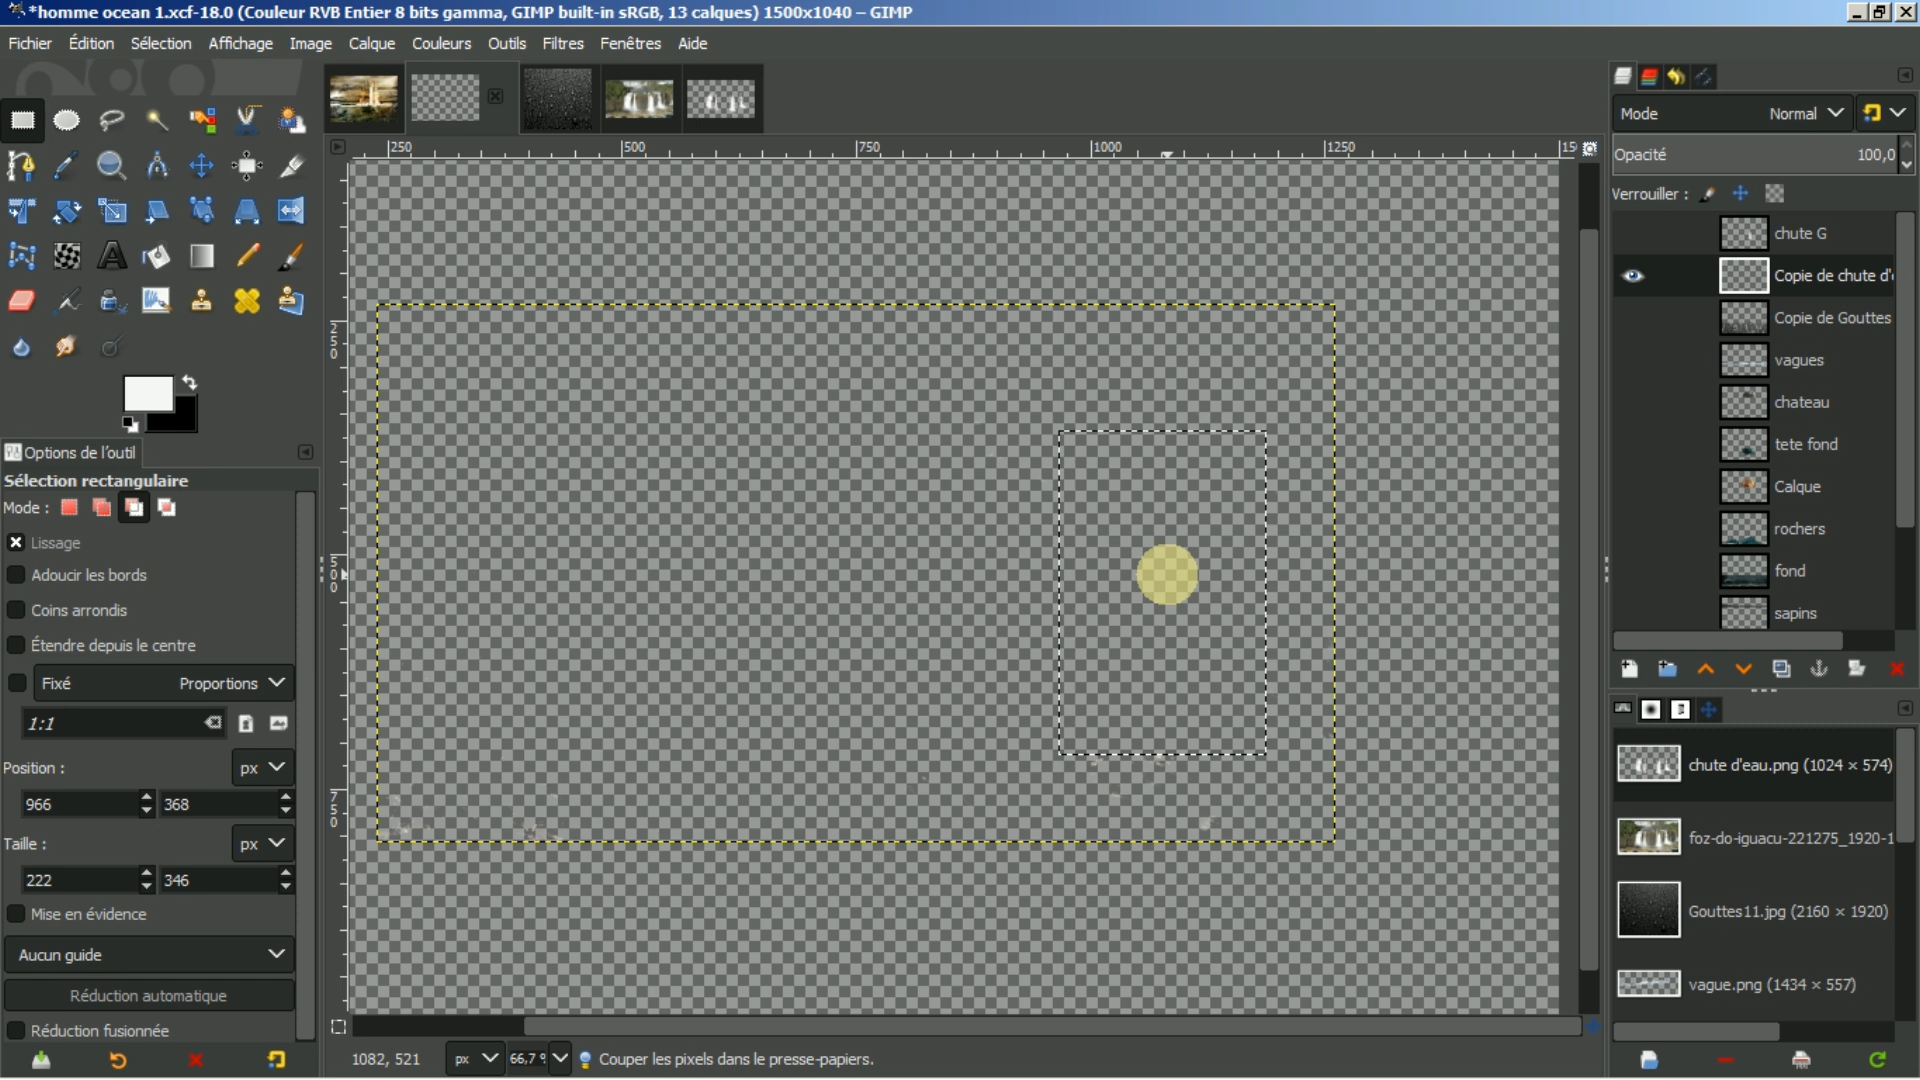 *homme ocean 1.xcf-18.0 (Couleur RVB Entier 8 bits gamma, GIMP built-in sRGB, 13 calques) 1500x1040 – GIMP
Fichier Édition Sélection Affichage Image Calque Couleurs Outils Filtres Fenêtres Aide
Options de l'outil
Sélection rectangulaire
Mode :
Lissage
Adoucir les bords
Coins arrondis
Étendre depuis le centre
Fixé Proportions
1:1
Position : px
966 368
Taille : px
222 346
Mise en évidence
Aucun guide
Réduction automatique
Réduction fusionnée
250 500 750 1000 1250 15
250
500
750
1082, 521 px 66,7 % Couper les pixels dans le presse-papiers.
Mode Normal
Opacité 100,0
Verrouiller :
chute G
Copie de chute d'
Copie de Gouttes
vagues
chateau
tete fond
Calque
rochers
fond
sapins
chute d'eau.png (1024 × 574)
foz-do-iguacu-221275_1920-1
Gouttes11.jpg (2160 × 1920)
vague.png (1434 × 557)